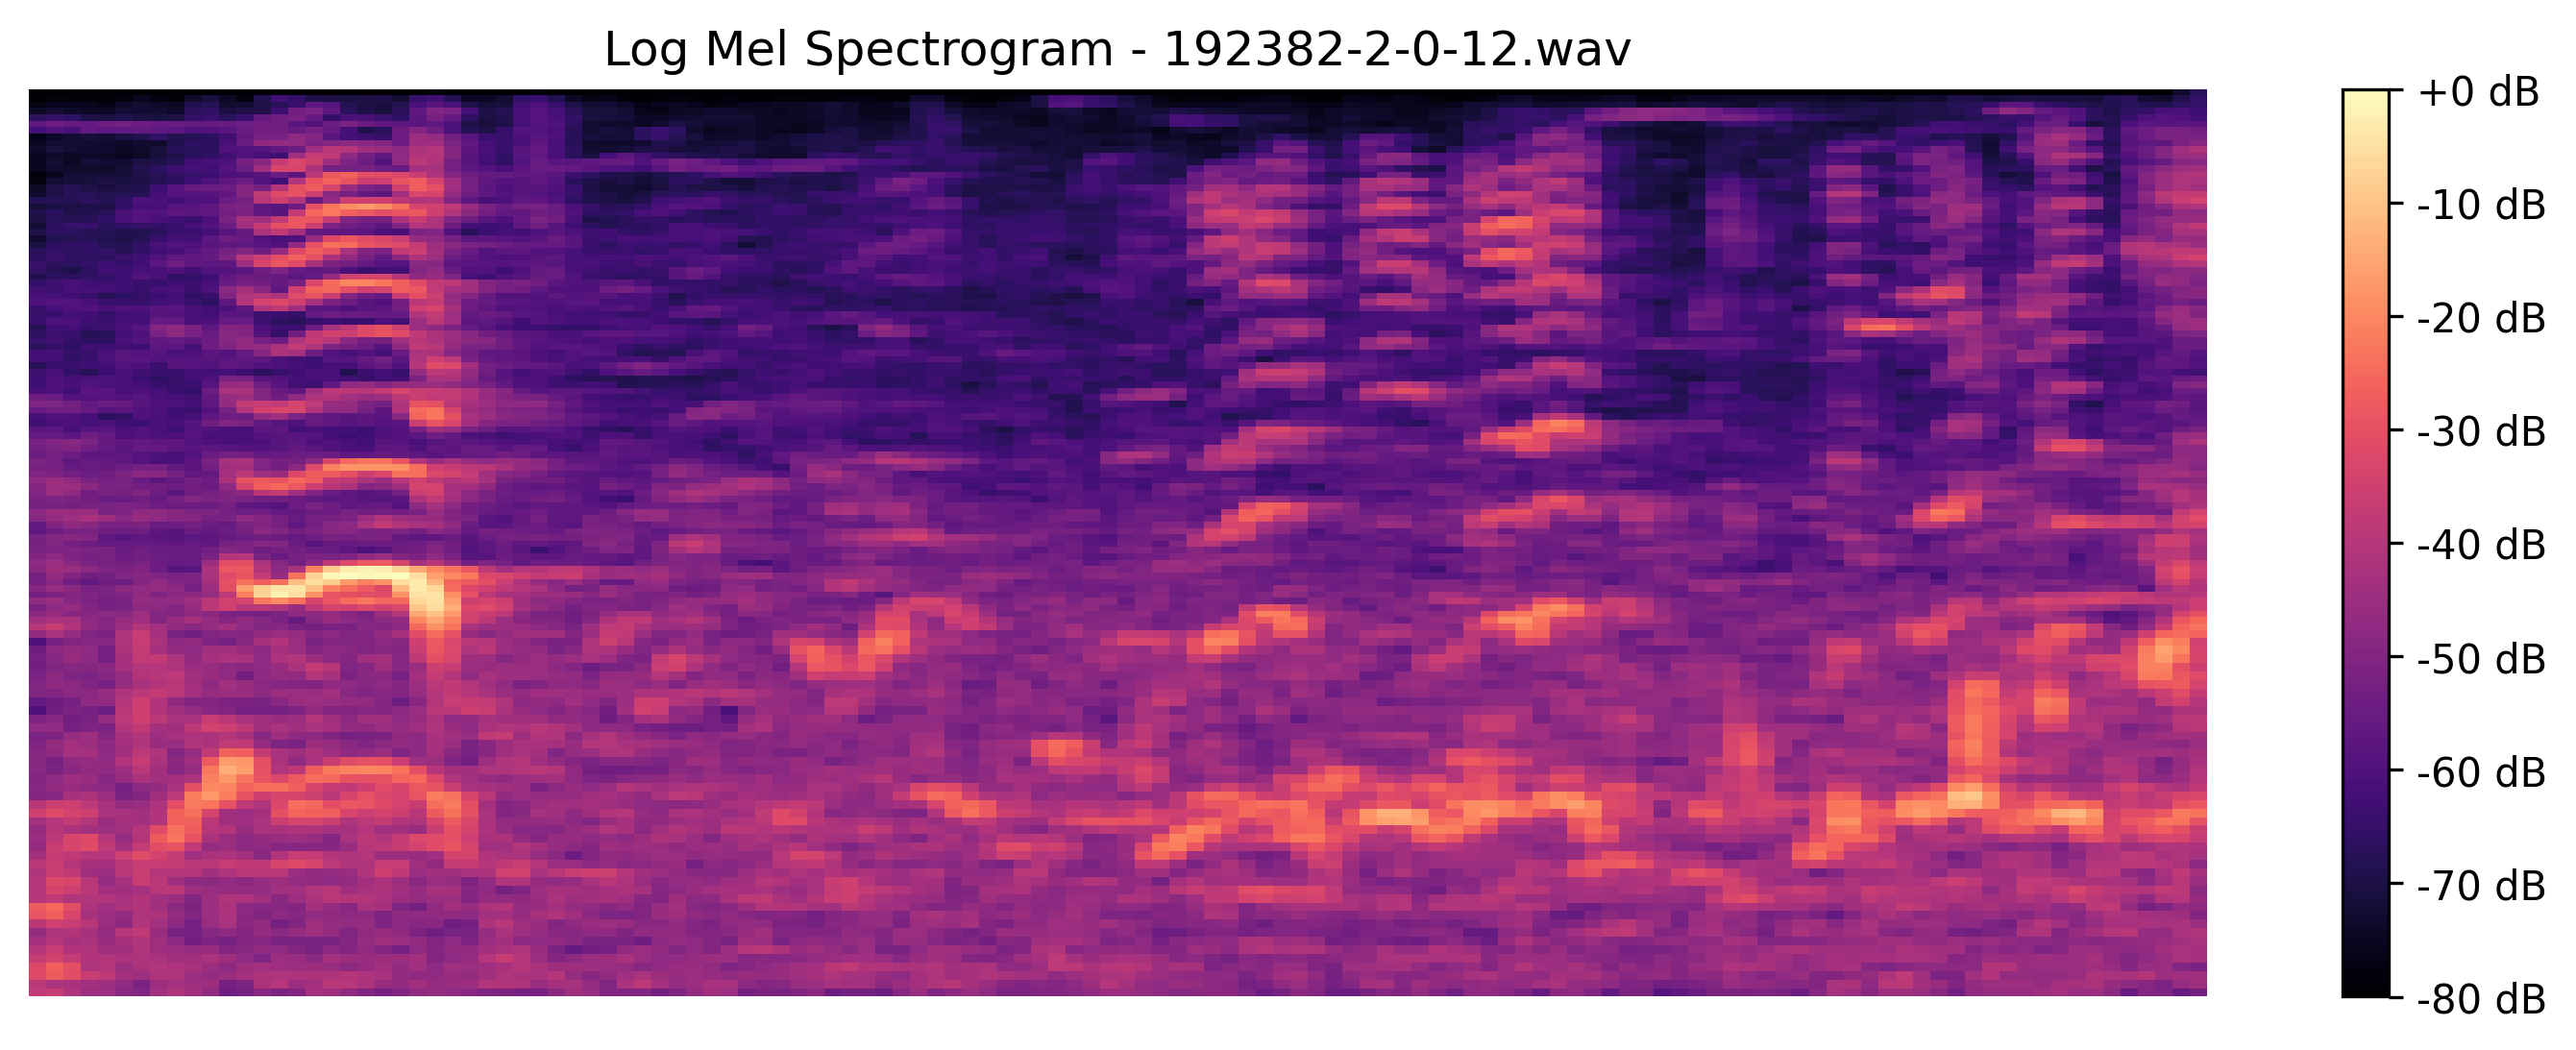 Log Mel Spectrogram - 192382-2-0-12.wav
+0 dB
-10 dB
-20 dB
-30 dB
-40 dB
-50 dB
-60 dB
-70 dB
-80 dB